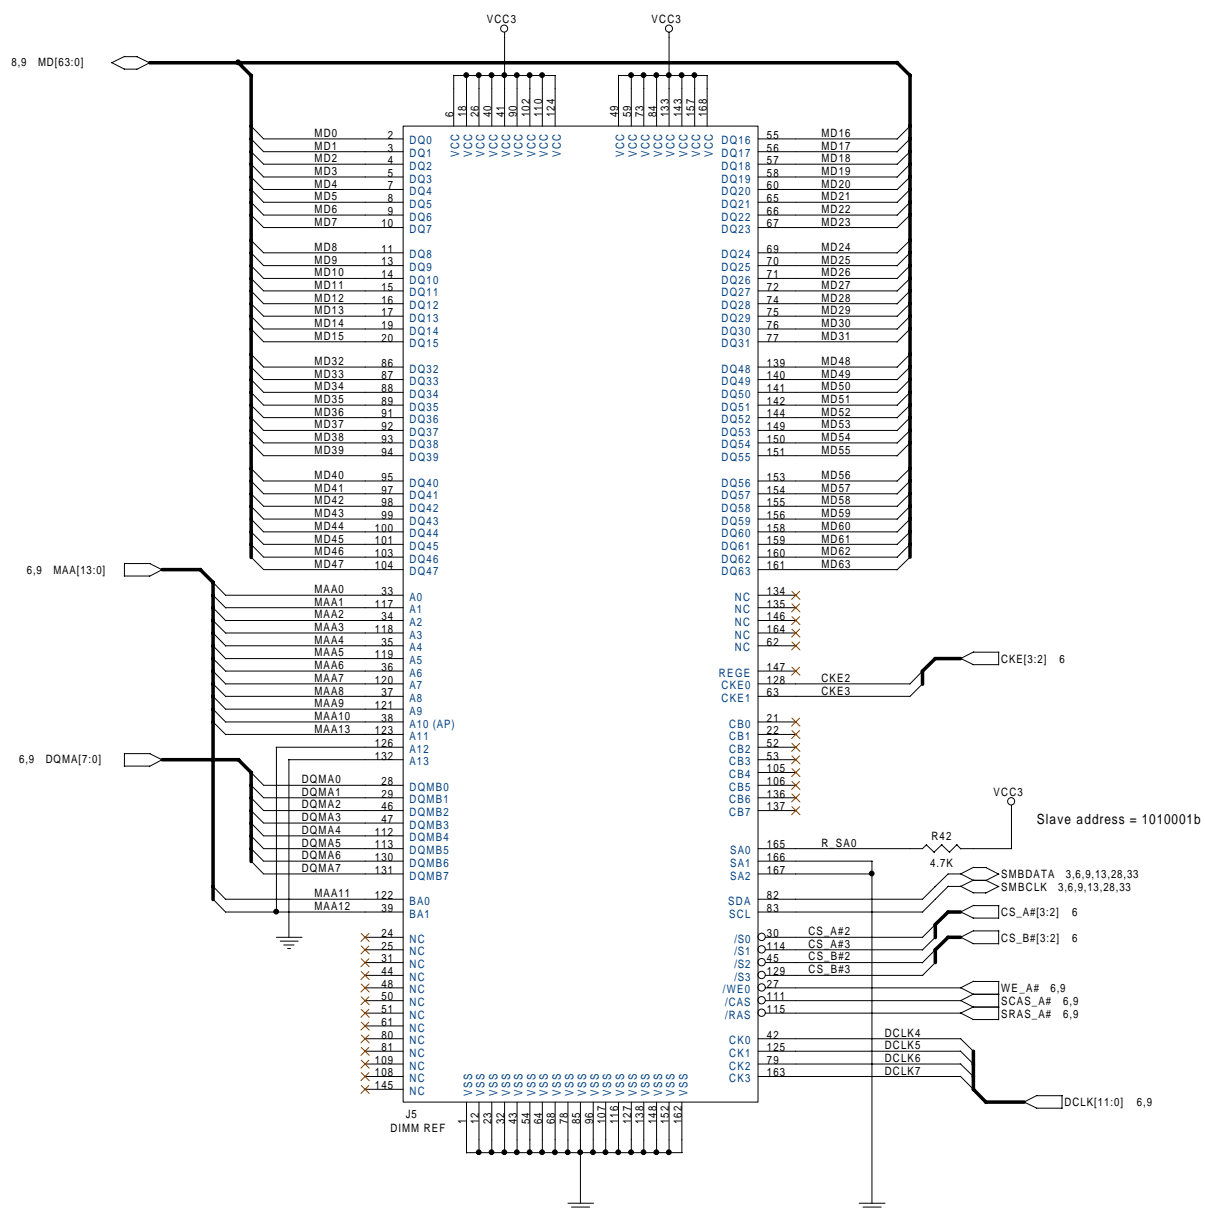 VCC3 VCC3
8,9 MD[63:0]
6 18 26 40 41 90 102 110 124 49 59 73 84 133 143 157 168
VCC VCC VCC VCC VCC VCC VCC VCC VCC VCC VCC VCC VCC VCC VCC VCC VCC
MD0 2 DQ0 DQ16 55 MD16
MD1 3 DQ1 DQ17 56 MD17
MD2 4 DQ2 DQ18 57 MD18
MD3 5 DQ3 DQ19 58 MD19
MD4 7 DQ4 DQ20 60 MD20
MD5 8 DQ5 DQ21 65 MD21
MD6 9 DQ6 DQ22 66 MD22
MD7 10 DQ7 DQ23 67 MD23
MD8 11 DQ8 DQ24 69 MD24
MD9 13 DQ9 DQ25 70 MD25
MD10 14 DQ10 DQ26 71 MD26
MD11 15 DQ11 DQ27 72 MD27
MD12 16 DQ12 DQ28 74 MD28
MD13 17 DQ13 DQ29 75 MD29
MD14 19 DQ14 DQ30 76 MD30
MD15 20 DQ15 DQ31 77 MD31
MD32 86 DQ32 DQ48 139 MD48
MD33 87 DQ33 DQ49 140 MD49
MD34 88 DQ34 DQ50 141 MD50
MD35 89 DQ35 DQ51 142 MD51
MD36 91 DQ36 DQ52 144 MD52
MD37 92 DQ37 DQ53 149 MD53
MD38 93 DQ38 DQ54 150 MD54
MD39 94 DQ39 DQ55 151 MD55
MD40 95 DQ40 DQ56 153 MD56
MD41 97 DQ41 DQ57 154 MD57
MD42 98 DQ42 DQ58 155 MD58
MD43 99 DQ43 DQ59 156 MD59
MD44 100 DQ44 DQ60 158 MD60
MD45 101 DQ45 DQ61 159 MD61
MD46 103 DQ46 DQ62 160 MD62
MD47 104 DQ47 DQ63 161 MD63
6,9 MAA[13:0]
MAA0 33 A0 NC 134
MAA1 117 A1 NC 135
MAA2 34 A2 NC 146
MAA3 118 A3 NC 164
MAA4 35 A4 NC 62
MAA5 119 A5
MAA6 36 A6 REGE 147
MAA7 120 A7 CKE0 128 CKE2
MAA8 37 A8 CKE1 63 CKE3
CKE[3:2] 6
MAA9 121 A9
MAA10 38 A10 (AP) CB0 21
MAA13 123 A11 CB1 22
126 A12 CB2 52
132 A13 CB3 53
6,9 DQMA[7:0]
CB4 105
DQMA0 28 DQMB0 CB5 106
DQMA1 29 DQMB1 CB6 136
DQMA2 46 DQMB2 CB7 137
DQMA3 47 DQMB3
DQMA4 112 DQMB4
DQMA5 113 DQMB5 SA0 165 R_SA0
DQMA6 130 DQMB6 SA1 166
DQMA7 131 DQMB7 SA2 167
VCC3
R42
4.7K
Slave address = 1010001b
MAA11 122 BA0 SDA 82 SMBDATA 3,6,9,13,28,33
MAA12 39 BA1 SCL 83 SMBCLK 3,6,9,13,28,33
24 NC /S0 30 CS_A#2
25 NC /S1 114 CS_A#3
CS_A#[3:2] 6
31 NC /S2 45 CS_B#2
44 NC /S3 129 CS_B#3
CS_B#[3:2] 6
48 NC /WE0 27 WE_A# 6,9
50 NC /CAS 111 SCAS_A# 6,9
51 NC /RAS 115 SRAS_A# 6,9
61 NC
80 NC CK0 42 DCLK4
81 NC CK1 125 DCLK5
109 NC CK2 79 DCLK6
108 NC CK3 163 DCLK7
145 NC
DCLK[11:0] 6,9
VSS VSS VSS VSS VSS VSS VSS VSS VSS VSS VSS VSS VSS VSS VSS VSS VSS VSS
1 12 23 32 43 54 64 68 78 85 96 107 116 127 138 148 152 162
J5
DIMM REF